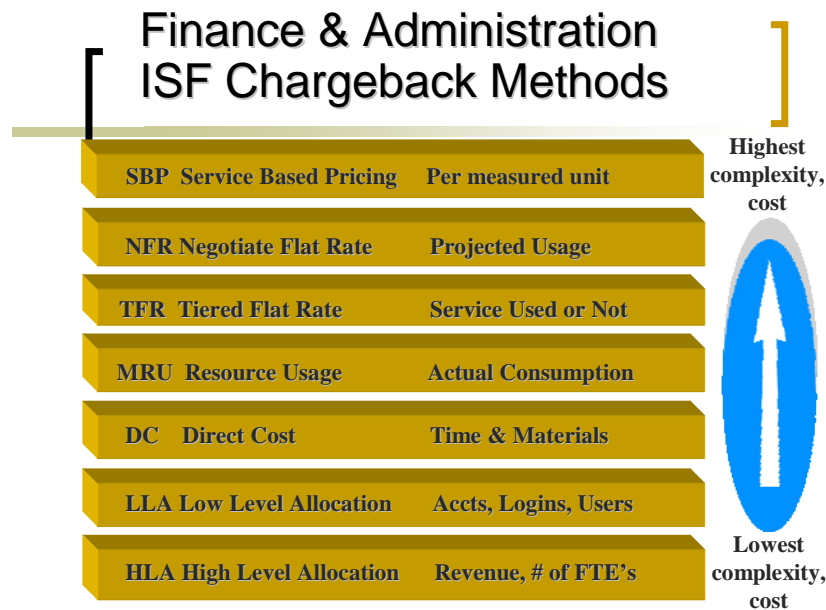 Finance & Administration
ISF Chargeback Methods
Highest
complexity,
cost
SBP Service Based Pricing Per measured unit
NFR Negotiate Flat Rate Projected Usage
TFR Tiered Flat Rate Service Used or Not
MRU Resource Usage Actual Consumption
DC Direct Cost Time & Materials
LLA Low Level Allocation Accts, Logins, Users
HLA High Level Allocation Revenue, # of FTE's
Lowest
complexity,
cost